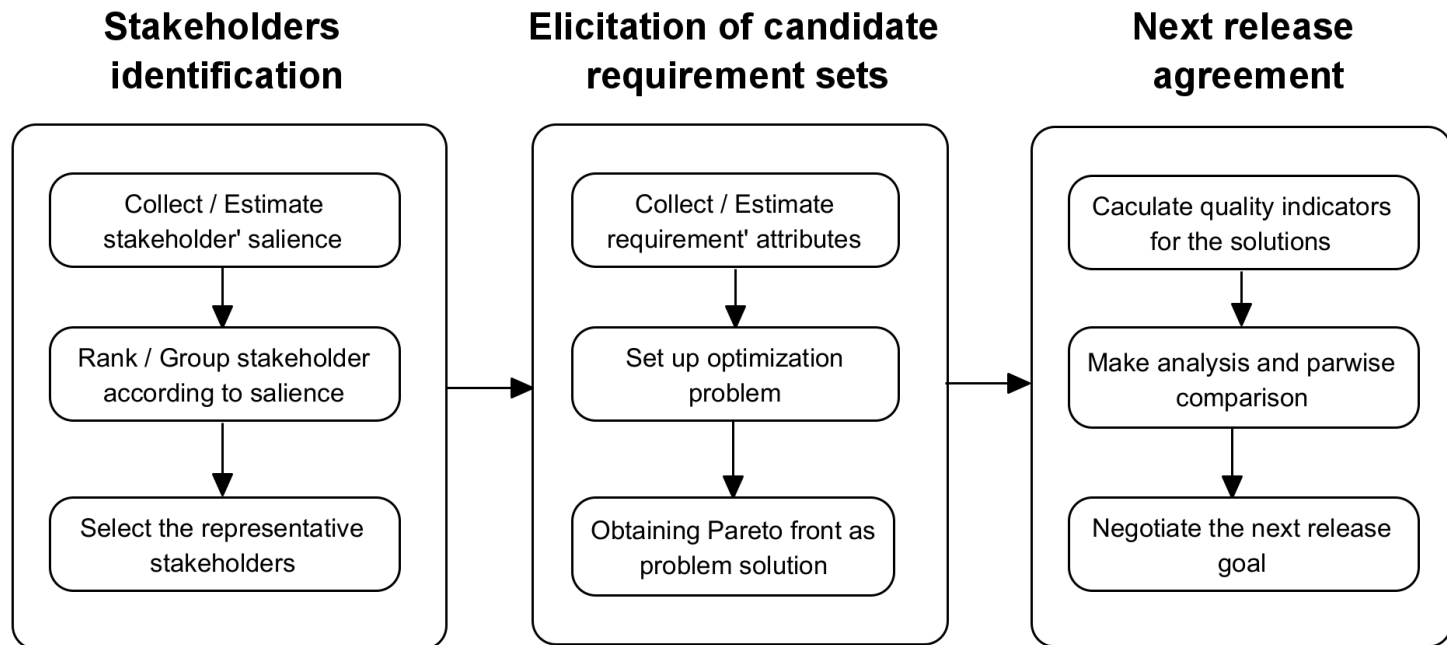 Stakeholders
identification
Collect / Estimate
stakeholder' salience
Rank / Group stakeholder
according to salience
Select the representative
stakeholders
Elicitation of candidate
requirement sets
Collect / Estimate
requirement' attributes
Set up optimization
problem
Obtaining Pareto front as
problem solution
Next release
agreement
Caculate quality indicators
for the solutions
Make analysis and parwise
comparison
Negotiate the next release
goal